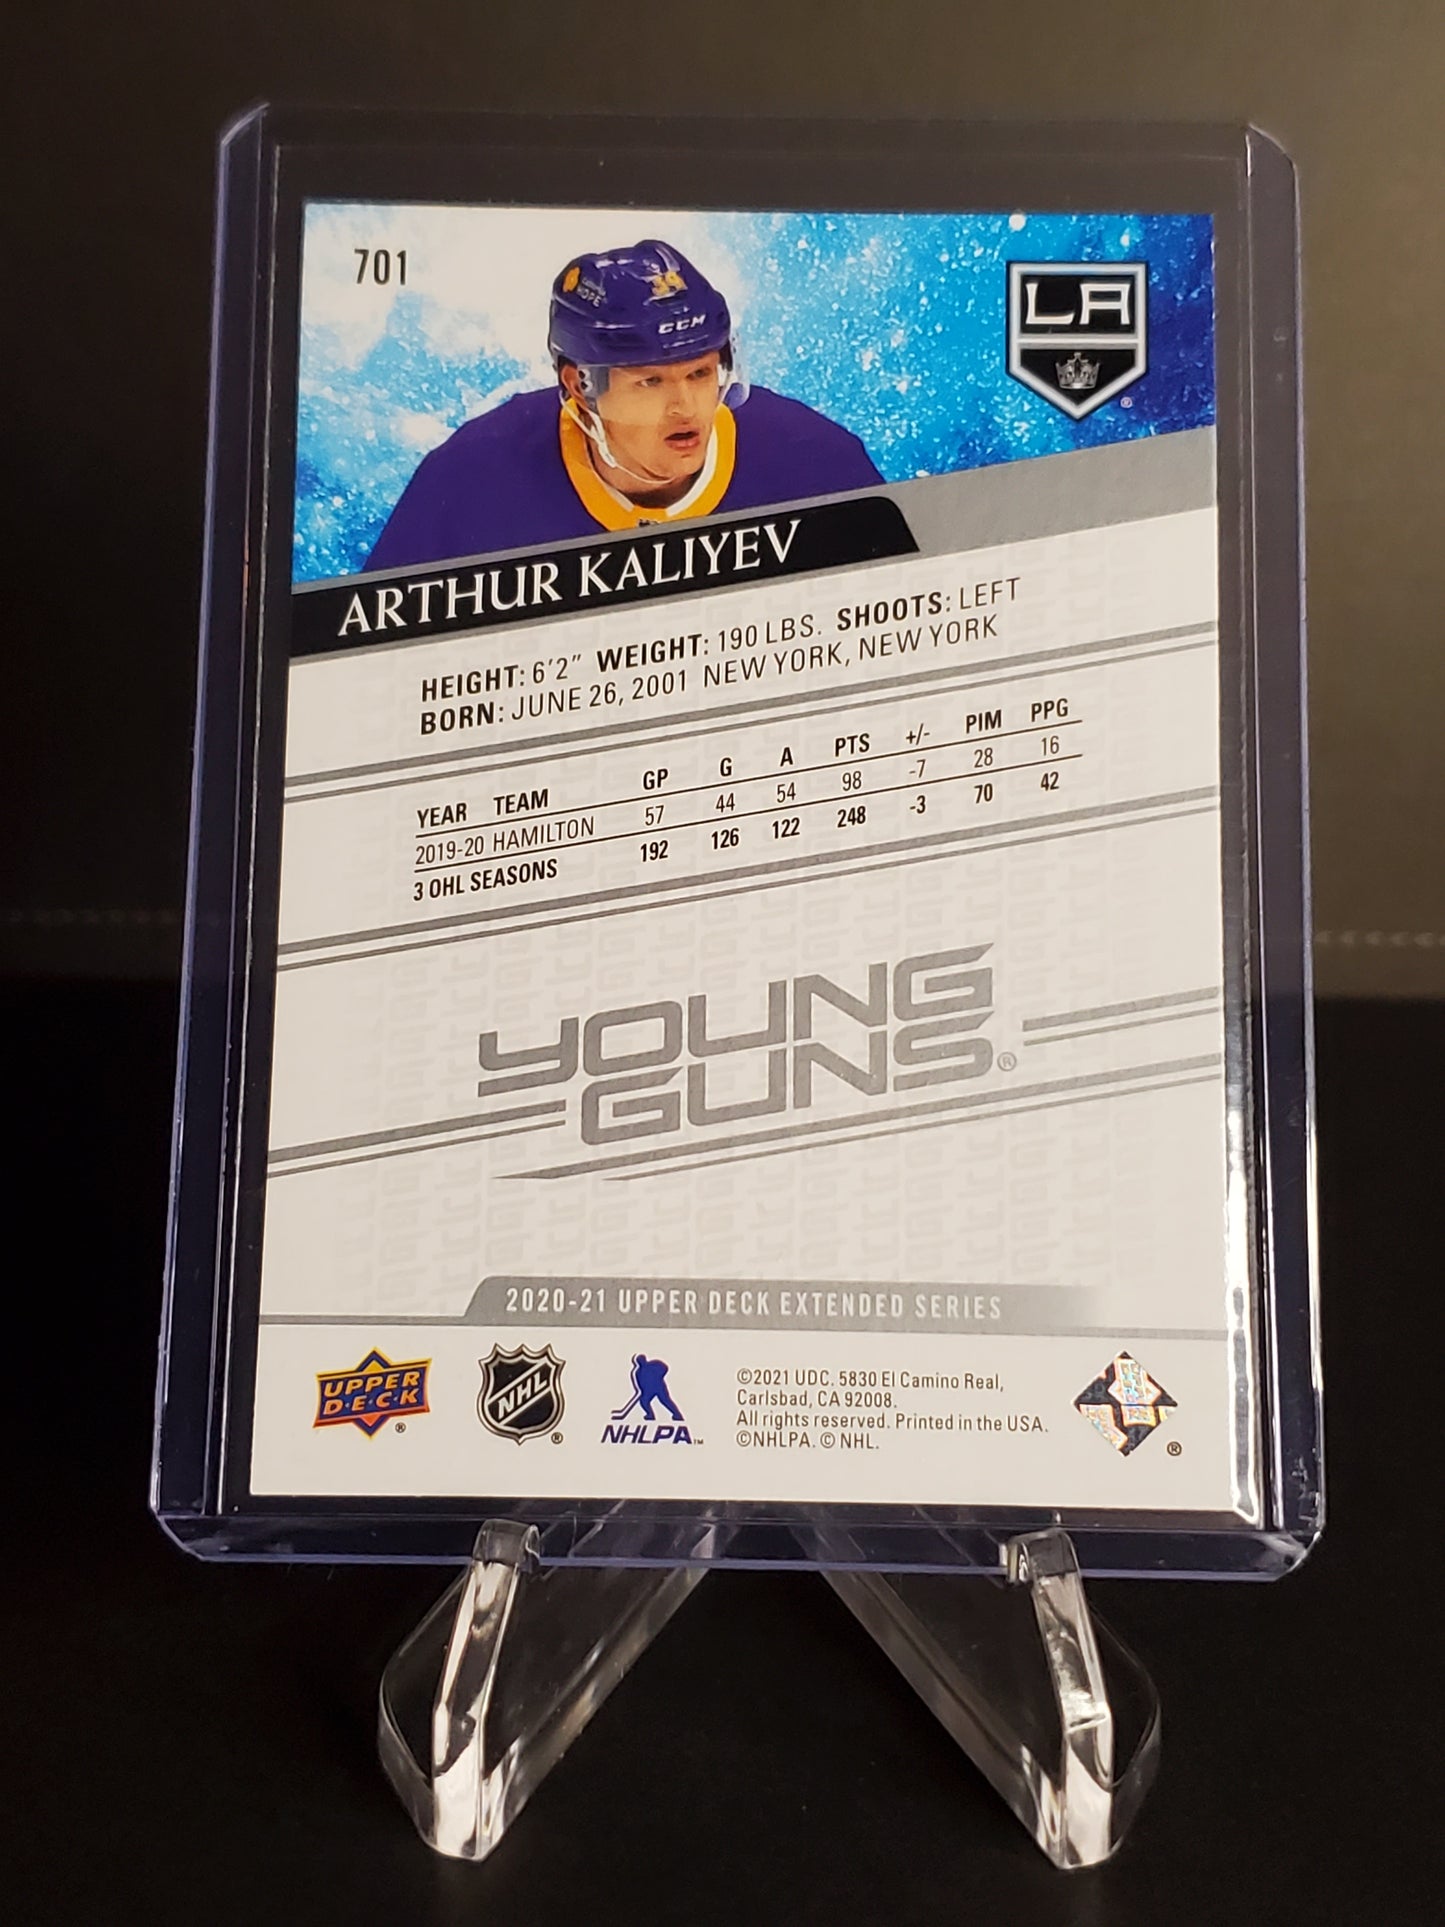 701
34
CCM
HOPE
LA
®
ARTHUR KALIYEV
HEIGHT: 6'2" WEIGHT: 190 LBS. SHOOTS: LEFT
BORN: JUNE 26, 2001 NEW YORK, NEW YORK
YEAR TEAM GP G A PTS +/- PIM PPG
2019-20 HAMILTON 57 44 54 98 -7 28 16
3 OHL SEASONS 192 126 122 248 -3 70 42
YOUNG
GUNS®
2020-21 UPPER DECK EXTENDED SERIES
UPPER
D·E·C·K
®
NHL
®
NHLPA™
©2021 UDC. 5830 El Camino Real,
Carlsbad, CA 92008.
All rights reserved. Printed in the USA.
©NHLPA. © NHL.
®